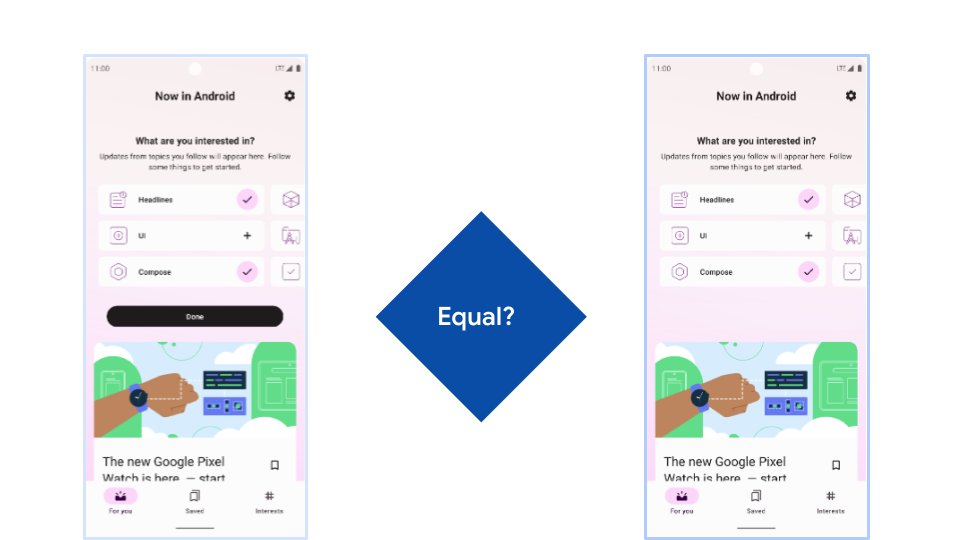 11:00
LTE
Now in Android
What are you interested in?
Updates from topics you follow will appear here. Follow
some things to get started.
Headlines
UI
Compose
Done
The new Google Pixel
Watch is here — start
For you
Saved
Interests
Equal?
11:00
LTE
Now in Android
What are you interested in?
Updates from topics you follow will appear here. Follow
some things to get started.
Headlines
UI
Compose
The new Google Pixel
Watch is here — start
For you
Saved
Interests